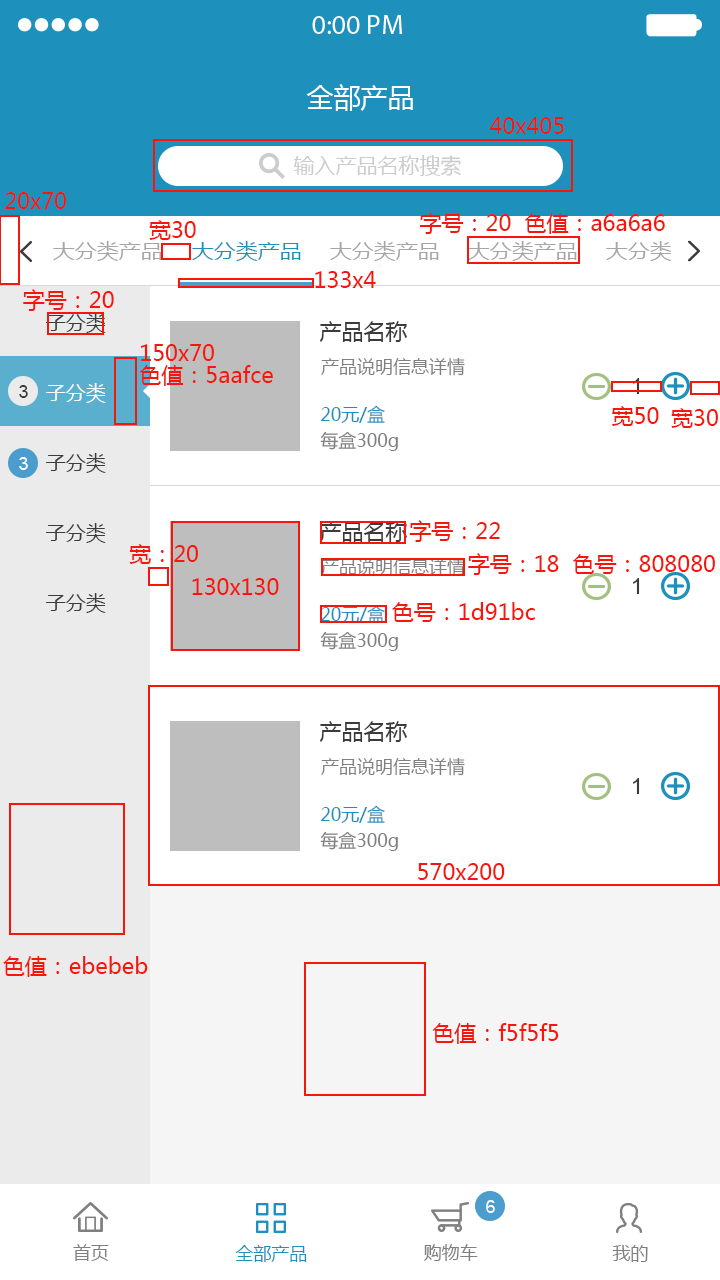 0:00 PM
全部产品
40x405
输入产品名称搜索
20x70
宽30
字号：20 色值：a6a6a6
大分类产品
大分类产品
大分类产品
大分类产品
大分类
133x4
字号：20
子分类
150x70
色值：5aafce
3 子分类
3 子分类
子分类
子分类
产品名称
产品说明信息详情
20元/盒
每盒300g
1
宽50
宽30
产品名称
字号：22
产品说明信息详情
字号：18 色号：808080
宽：20
130x130
1
20元/盒
色号：1d91bc
每盒300g
产品名称
产品说明信息详情
1
20元/盒
每盒300g
570x200
色值：ebebeb
色值：f5f5f5
6
首页
全部产品
购物车
我的